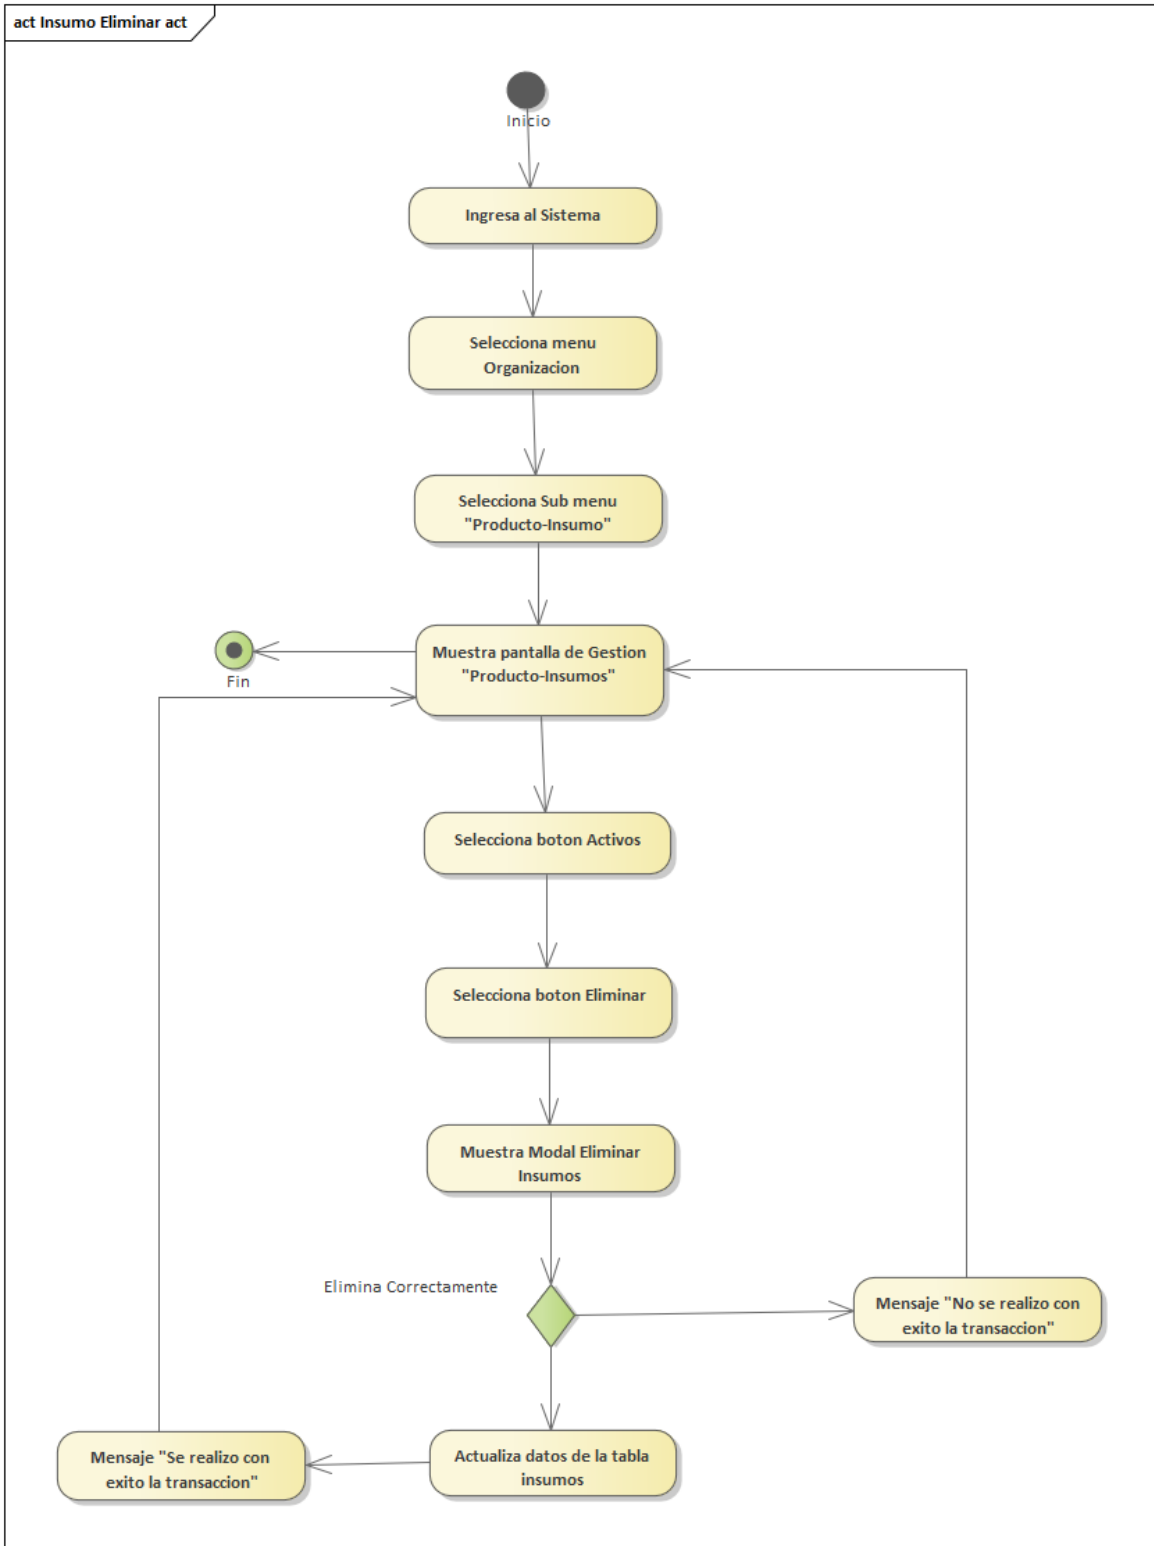 act Insumo Eliminar act
Inicio
Ingresa al Sistema
Selecciona menu
Organizacion
Selecciona Sub menu
"Producto-Insumo"
Muestra pantalla de Gestion
"Producto-Insumos"
Fin
Selecciona boton Activos
Selecciona boton Eliminar
Muestra Modal Eliminar
Insumos
Elimina Correctamente
Mensaje "No se realizo con
exito la transaccion"
Actualiza datos de la tabla
insumos
Mensaje "Se realizo con
exito la transaccion"